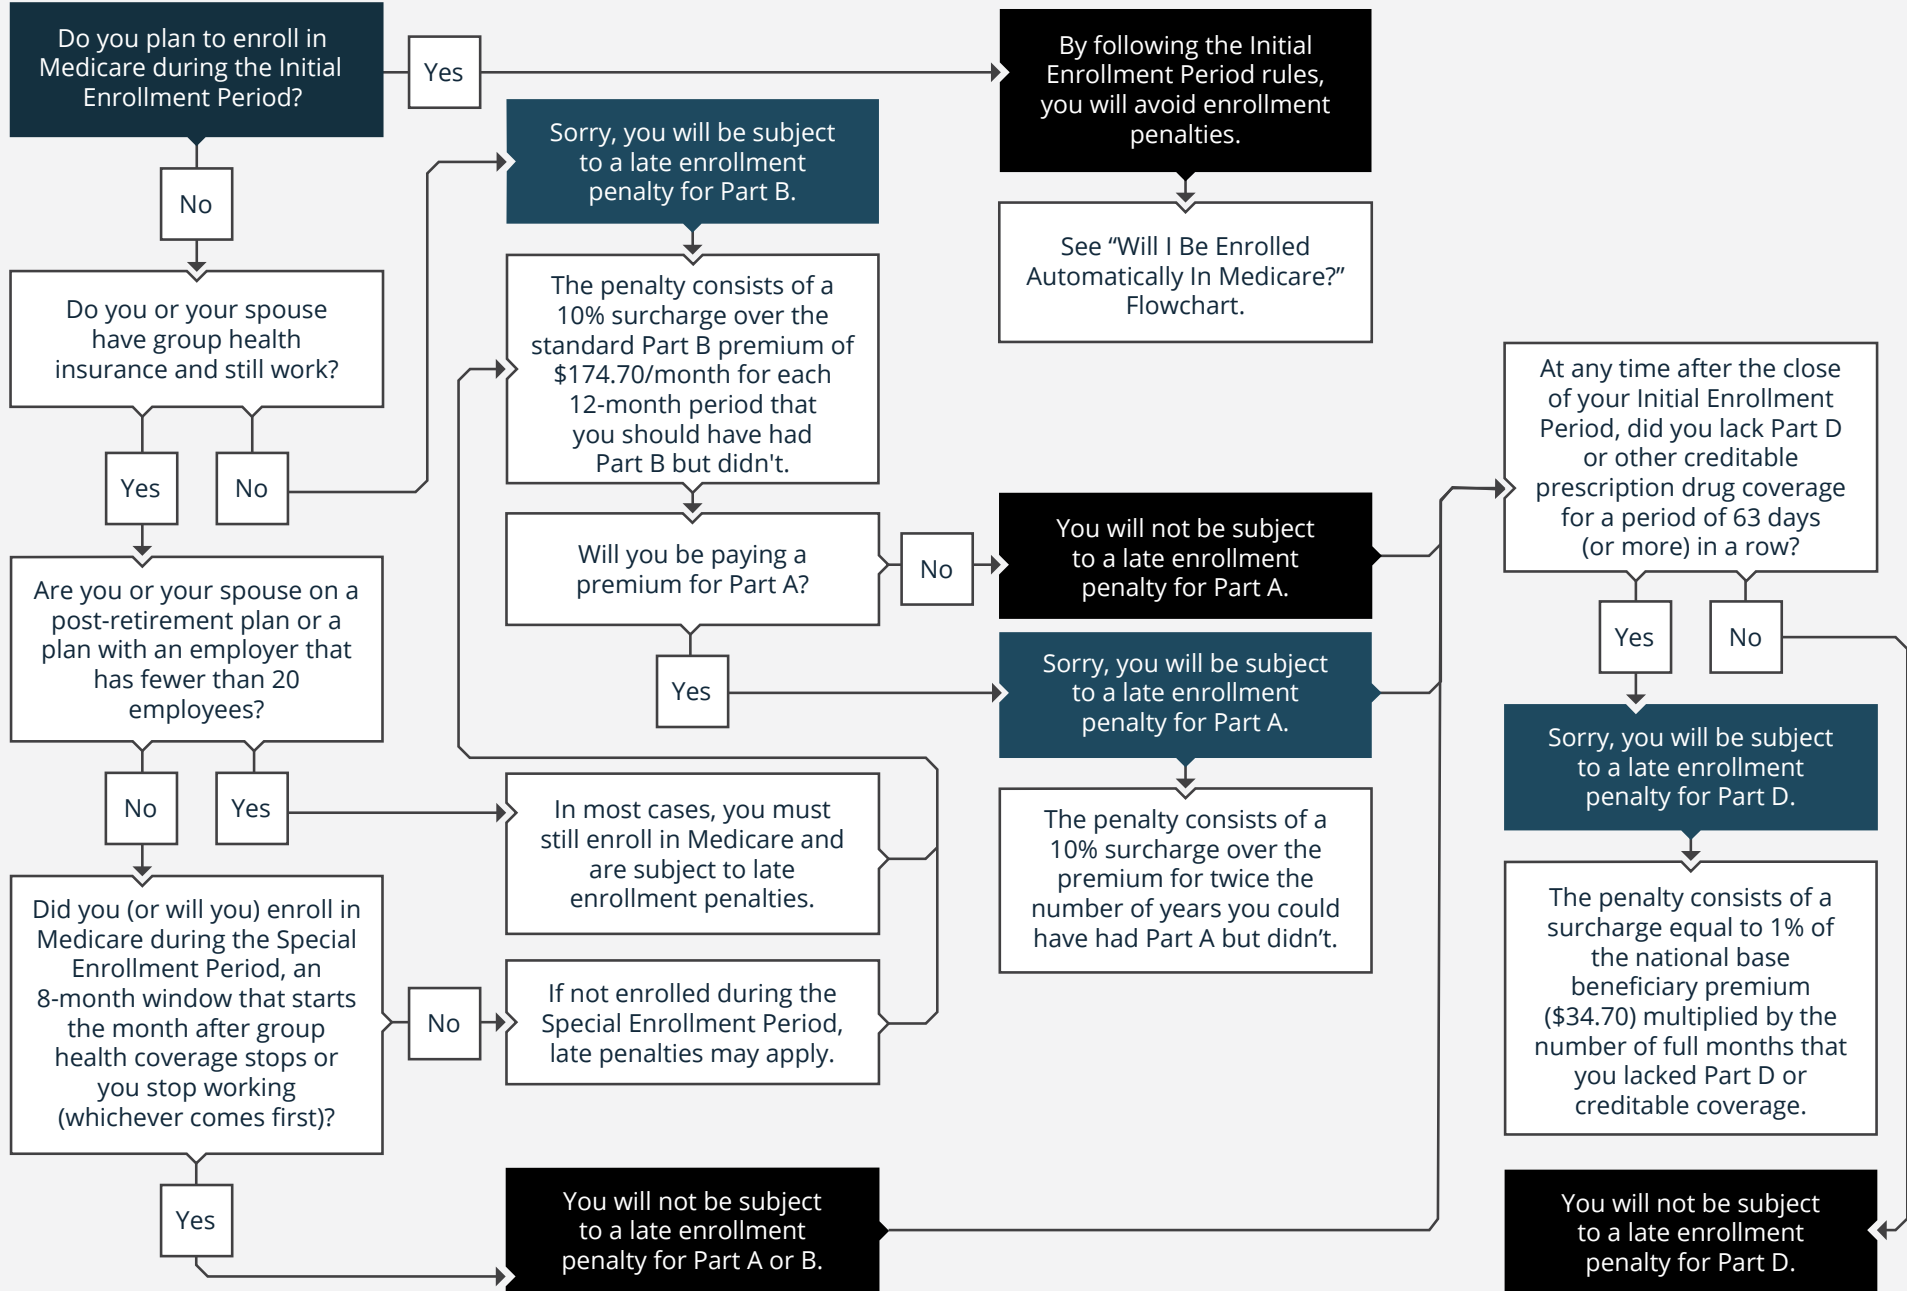 Do you plan to enroll in
Medicare during the Initial
Enrollment Period?
Yes
By following the Initial
Enrollment Period rules,
you will avoid enrollment
penalties.
See “Will I Be Enrolled
Automatically In Medicare?”
Flowchart.
No
Do you or your spouse
have group health
insurance and still work?
Yes
No
Sorry, you will be subject
to a late enrollment
penalty for Part B.
The penalty consists of a
10% surcharge over the
standard Part B premium of
$174.70/month for each
12-month period that
you should have had
Part B but didn't.
Will you be paying a
premium for Part A?
No
You will not be subject
to a late enrollment
penalty for Part A.
Yes
Sorry, you will be subject
to a late enrollment
penalty for Part A.
The penalty consists of a
10% surcharge over the
premium for twice the
number of years you could
have had Part A but didn’t.
Are you or your spouse on a
post-retirement plan or a
plan with an employer that
has fewer than 20
employees?
No
Yes
In most cases, you must
still enroll in Medicare and
are subject to late
enrollment penalties.
Did you (or will you) enroll in
Medicare during the Special
Enrollment Period, an
8-month window that starts
the month after group
health coverage stops or
you stop working
(whichever comes first)?
No
If not enrolled during the
Special Enrollment Period,
late penalties may apply.
Yes
You will not be subject
to a late enrollment
penalty for Part A or B.
At any time after the close
of your Initial Enrollment
Period, did you lack Part D
or other creditable
prescription drug coverage
for a period of 63 days
(or more) in a row?
Yes
No
Sorry, you will be subject
to a late enrollment
penalty for Part D.
The penalty consists of a
surcharge equal to 1% of
the national base
beneficiary premium
($34.70) multiplied by the
number of full months that
you lacked Part D or
creditable coverage.
You will not be subject
to a late enrollment
penalty for Part D.